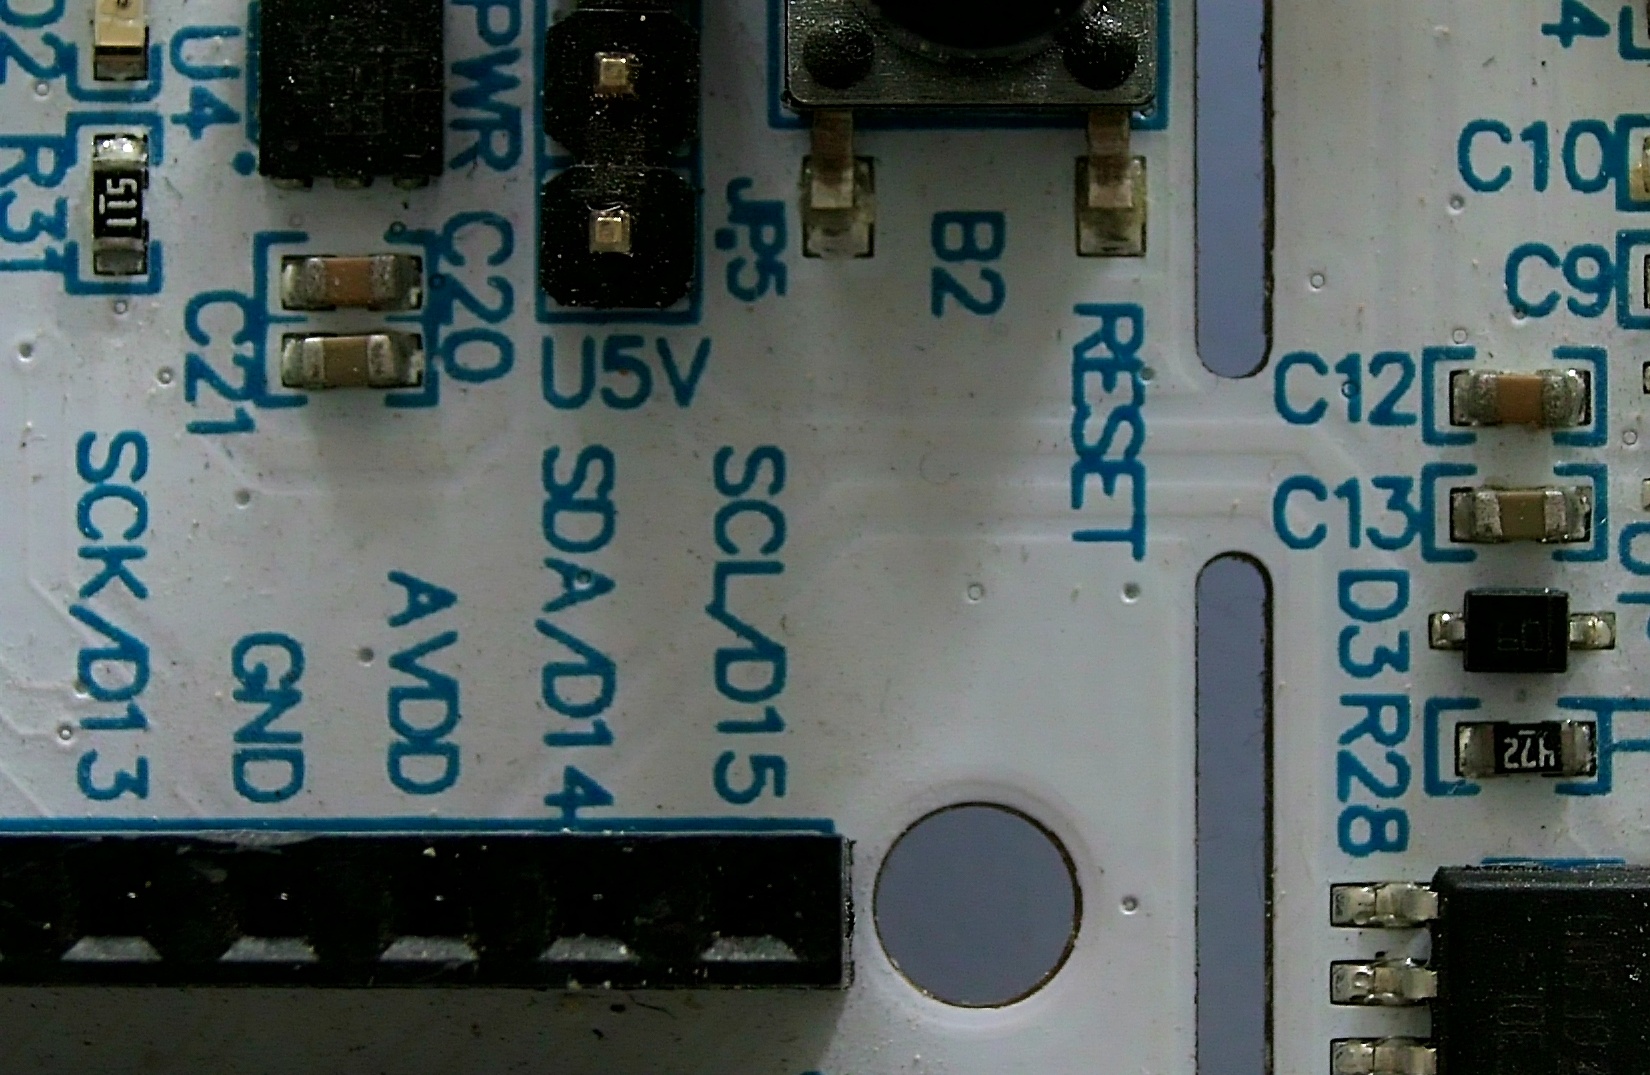 D2
U4
PWR
4
R31
511
C10
JP5
B2
C20
C9
C21
U5V
RESET
C12
SCK/D13
SDA/D14
SCL/D15
C13
AVDD
D3
GND
R28
472